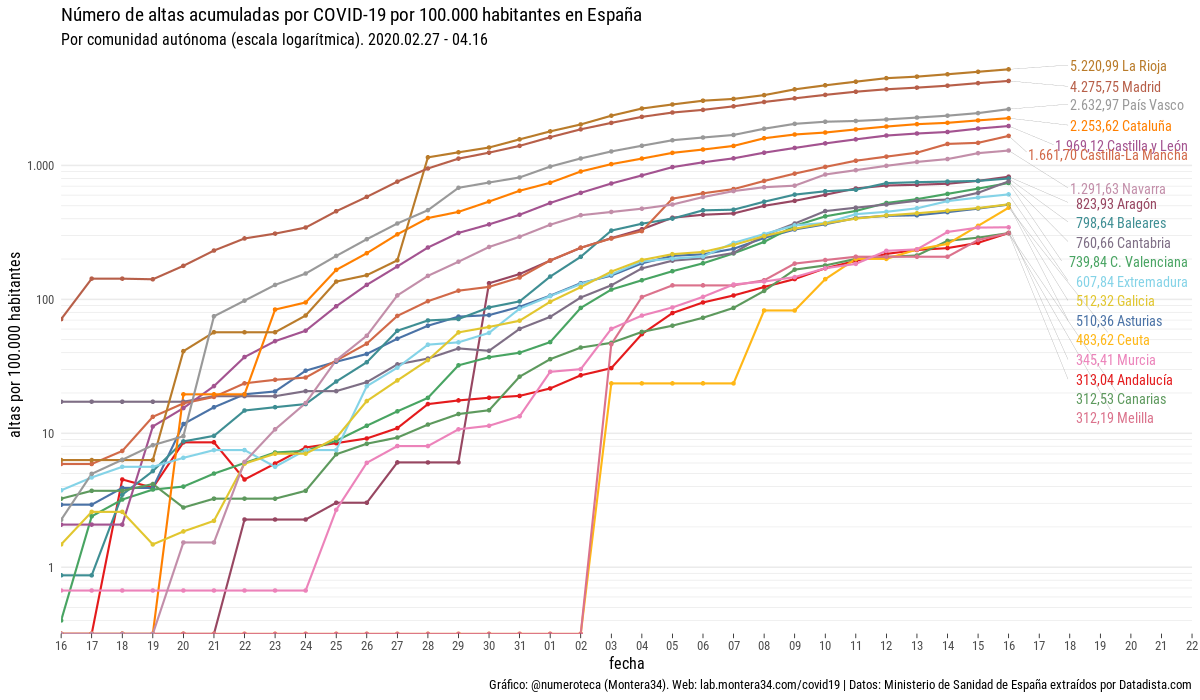 Número de altas acumuladas por COVID-19 por 100.000 habitantes en España
Por comunidad autónoma (escala logarítmica). 2020.02.27 - 04.16
altas por 100.000 habitantes
1.000
100
10
1
5.220,99 La Rioja
4.275,75 Madrid
2.632,97 País Vasco
2.253,62 Cataluña
1.969,12 Castilla y León
1.661,70 Castilla-La Mancha
1.291,63 Navarra
823,93 Aragón
798,64 Baleares
760,66 Cantabria
739,84 C. Valenciana
607,84 Extremadura
512,32 Galicia
510,36 Asturias
483,62 Ceuta
345,41 Murcia
313,04 Andalucía
312,53 Canarias
312,19 Melilla
16 17 18 19 20 21 22 23 24 25 26 27 28 29 30 31 01 02 03 04 05 06 07 08 09 10 11 12 13 14 15 16 17 18 19 20 21 22
fecha
Gráfico: @numeroteca (Montera34). Web: lab.montera34.com/covid19 | Datos: Ministerio de Sanidad de España extraídos por Datadista.com